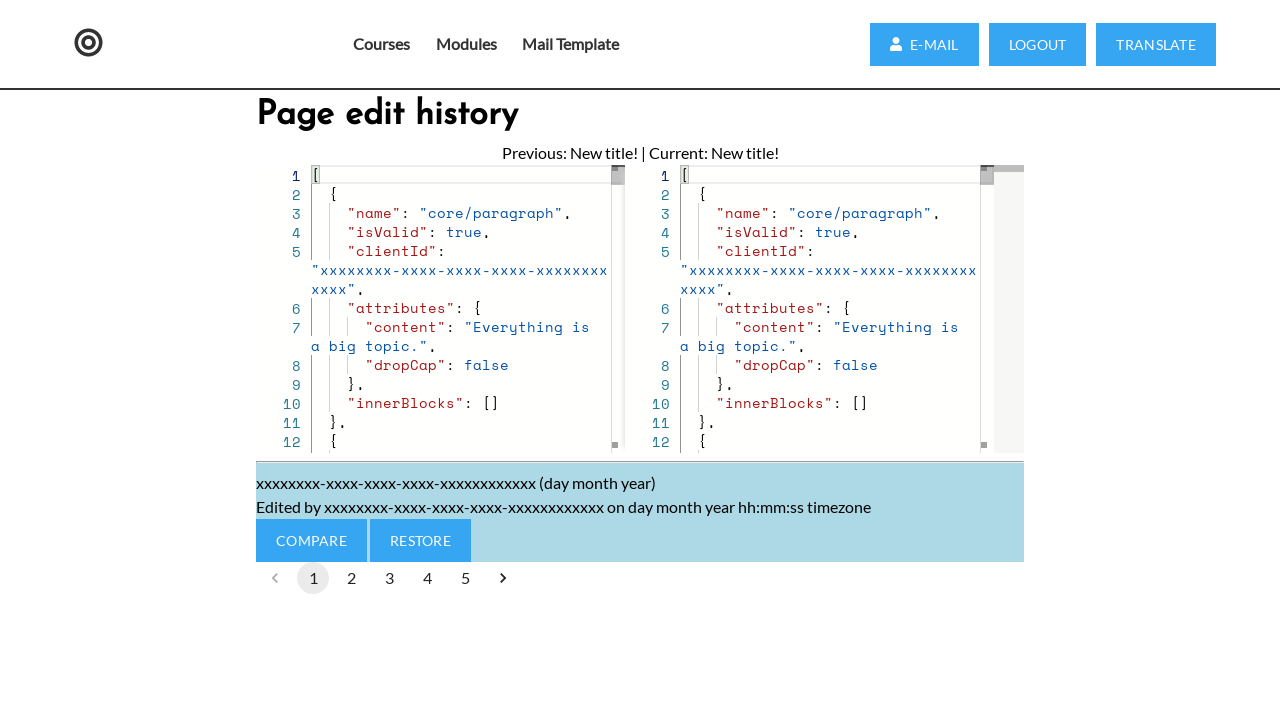 Courses Modules Mail Template E-MAIL LOGOUT TRANSLATE
Page edit history
Previous: New title! | Current: New title!
1 [
2 {
3 "name": "core/paragraph",
4 "isValid": true,
5 "clientId":
"xxxxxxxx-xxxx-xxxx-xxxx-xxxxxxxx
xxxx",
6 "attributes": {
7 "content": "Everything is
a big topic.",
8 "dropCap": false
9 },
10 "innerBlocks": []
11 },
12 {
1 [
2 {
3 "name": "core/paragraph",
4 "isValid": true,
5 "clientId":
"xxxxxxxx-xxxx-xxxx-xxxx-xxxxxxxx
xxxx",
6 "attributes": {
7 "content": "Everything is
a big topic.",
8 "dropCap": false
9 },
10 "innerBlocks": []
11 },
12 {
xxxxxxxx-xxxx-xxxx-xxxx-xxxxxxxxxxxx (day month year)
Edited by xxxxxxxx-xxxx-xxxx-xxxx-xxxxxxxxxxxx on day month year hh:mm:ss timezone
COMPARE RESTORE
1 2 3 4 5